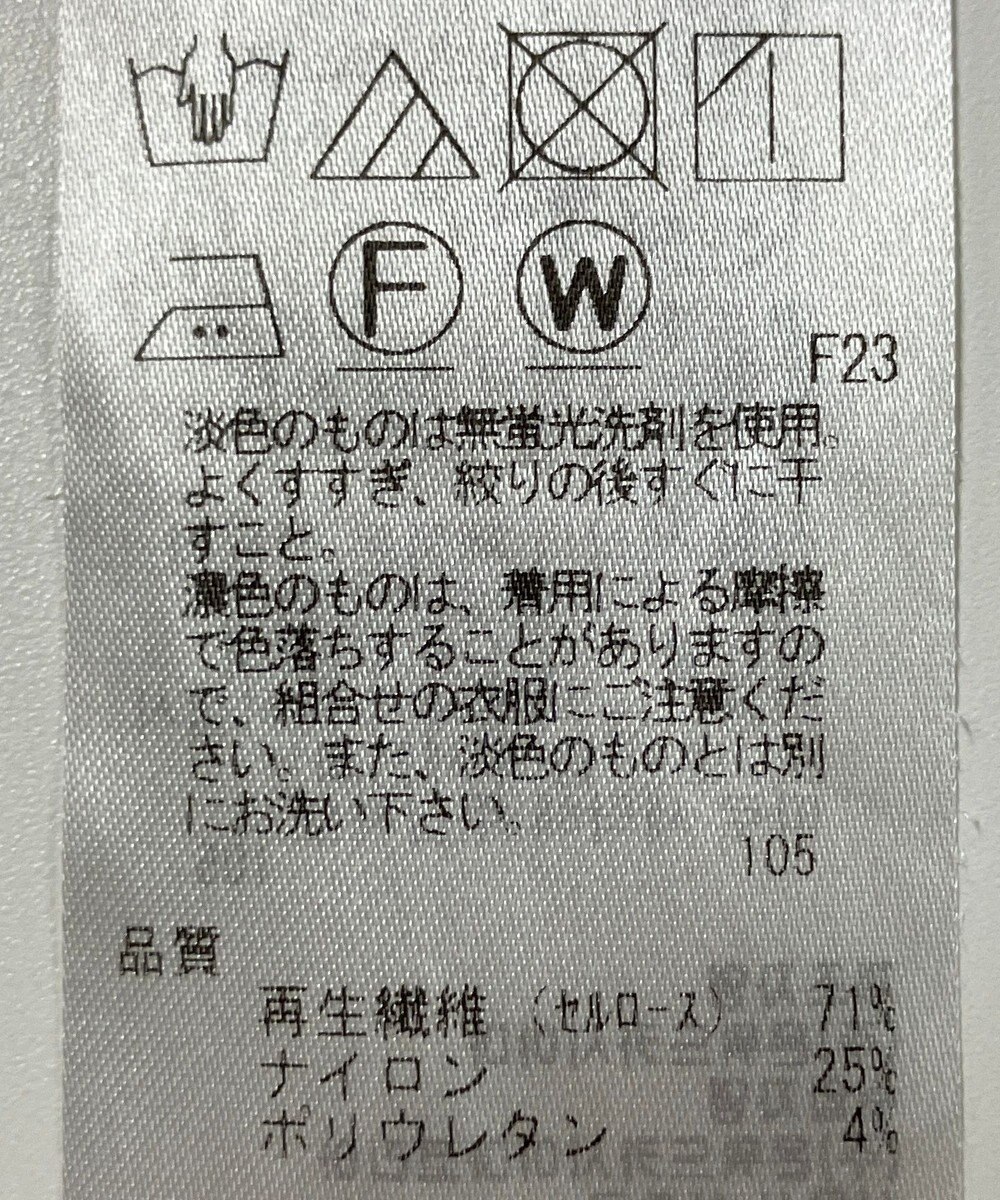 F
W
F23
淡色のものは無蛍光洗剤を使用。
よくすすぎ、絞りの後すぐに干
すこと。
濃色のものは、着用による摩擦
で色落ちすることがありますの
で、組合せの衣服にご注意くだ
さい。また、淡色のものとは別
にお洗い下さい。
105
品質
再生繊維（セルロース） 71%
ナイロン 25%
ポリウレタン 4%